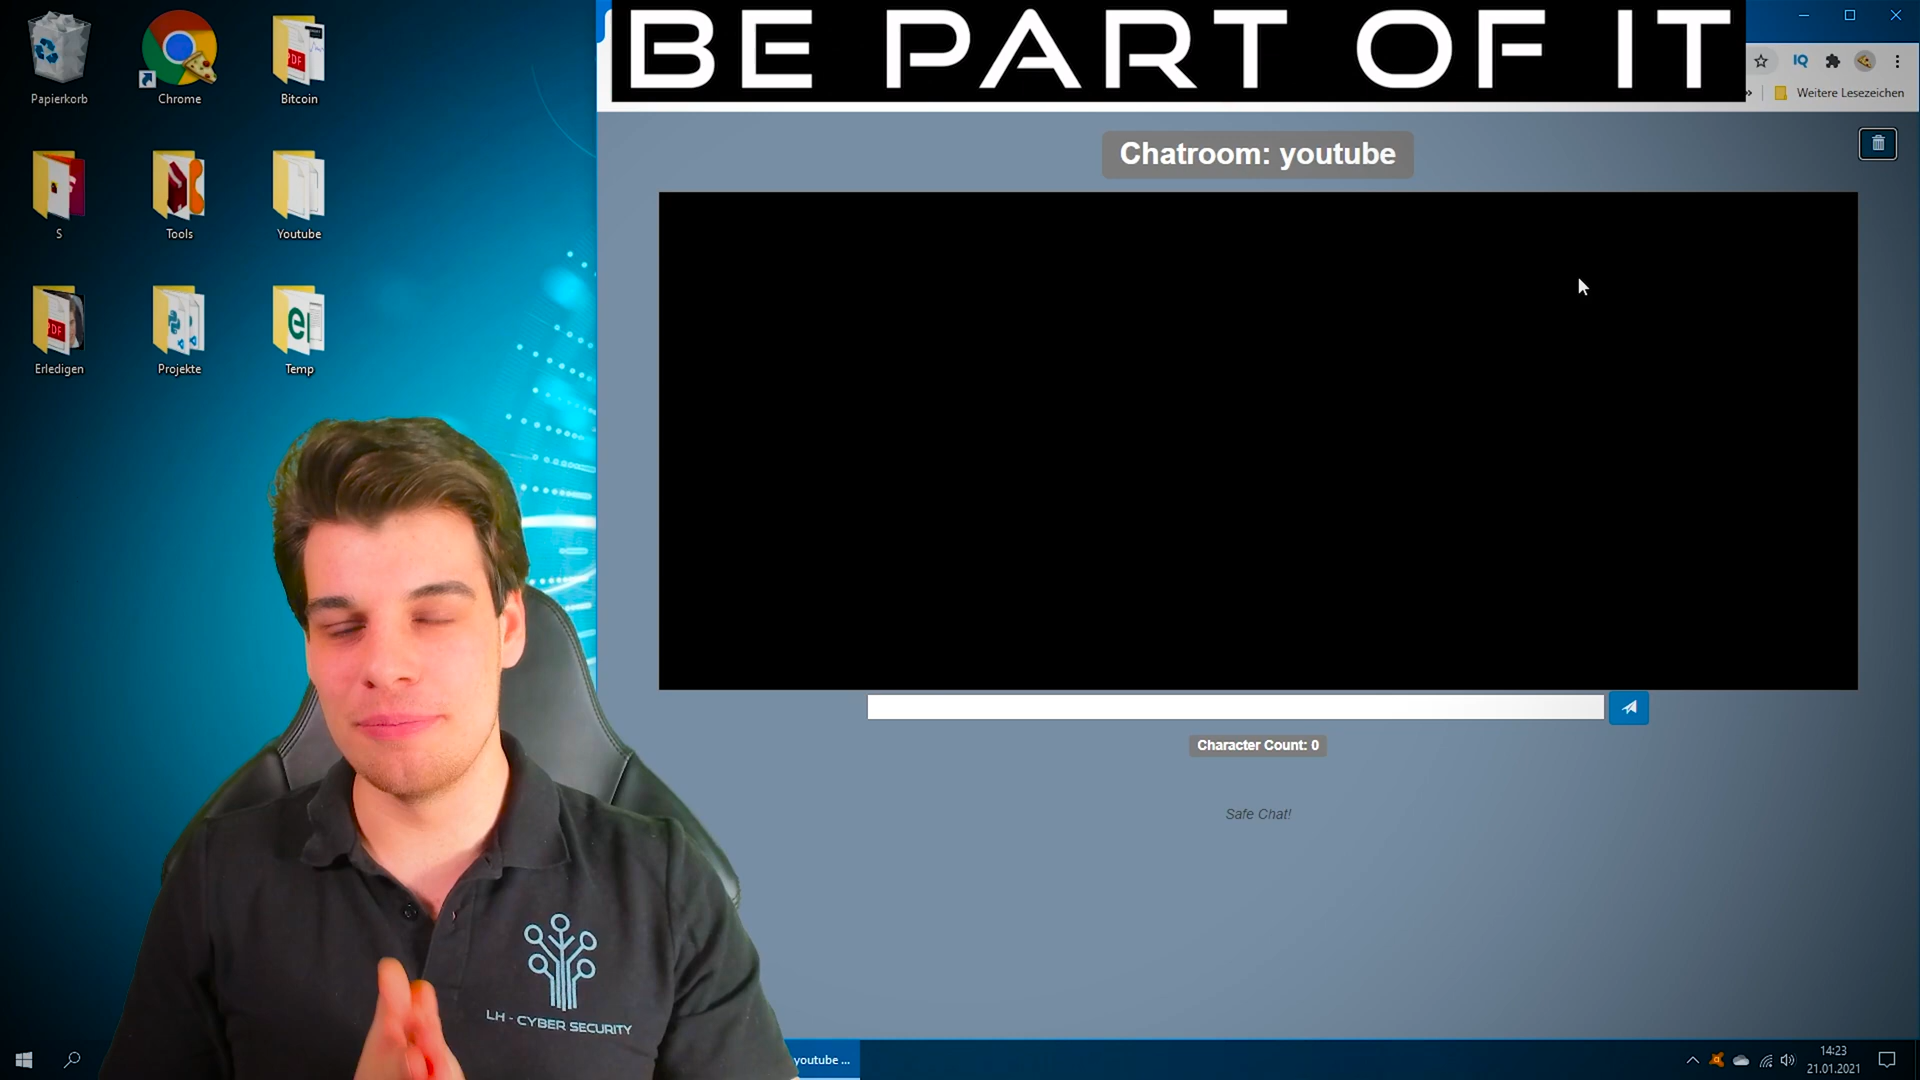 BE PART OF IT
Papierkorb
Chrome
Bitcoin
S
Tools
Youtube
Erledigen
Projekte
Temp
IQ
Weitere Lesezeichen
Chatroom: youtube
Character Count: 0
Safe Chat!
LH - CYBER SECURITY
youtube ...
14:23
21.01.2021